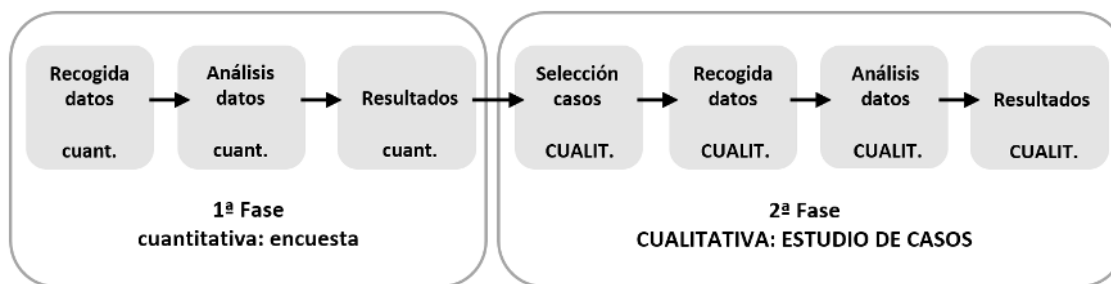 Recogida
datos
cuant.
Análisis
datos
cuant.
Resultados
cuant.
Selección
casos
CUALIT.
Recogida
datos
CUALIT.
Análisis
datos
CUALIT.
Resultados
CUALIT.
1ª Fase
cuantitativa: encuesta
2ª Fase
CUALITATIVA: ESTUDIO DE CASOS